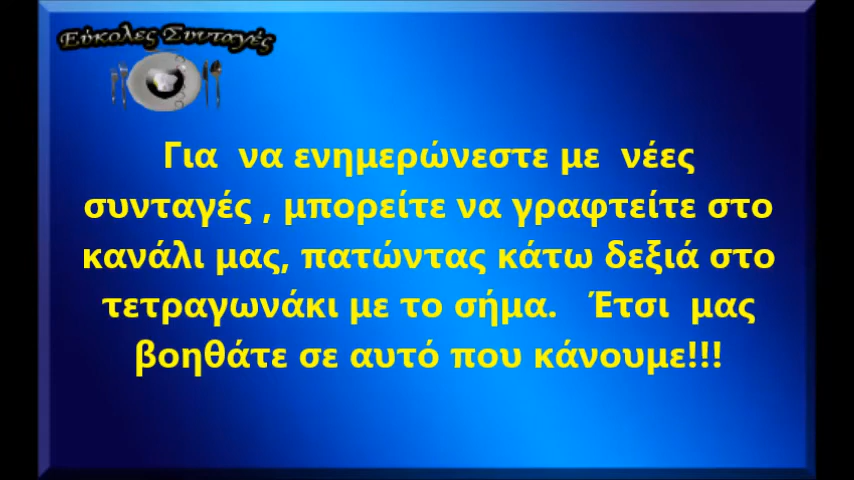 Εύκολες Συνταγές
Για να ενημερώνεστε με νέες
συνταγές , μπορείτε να γραφτείτε στο
κανάλι μας, πατώντας κάτω δεξιά στο
τετραγωνάκι με το σήμα. Έτσι μας
βοηθάτε σε αυτό που κάνουμε!!!